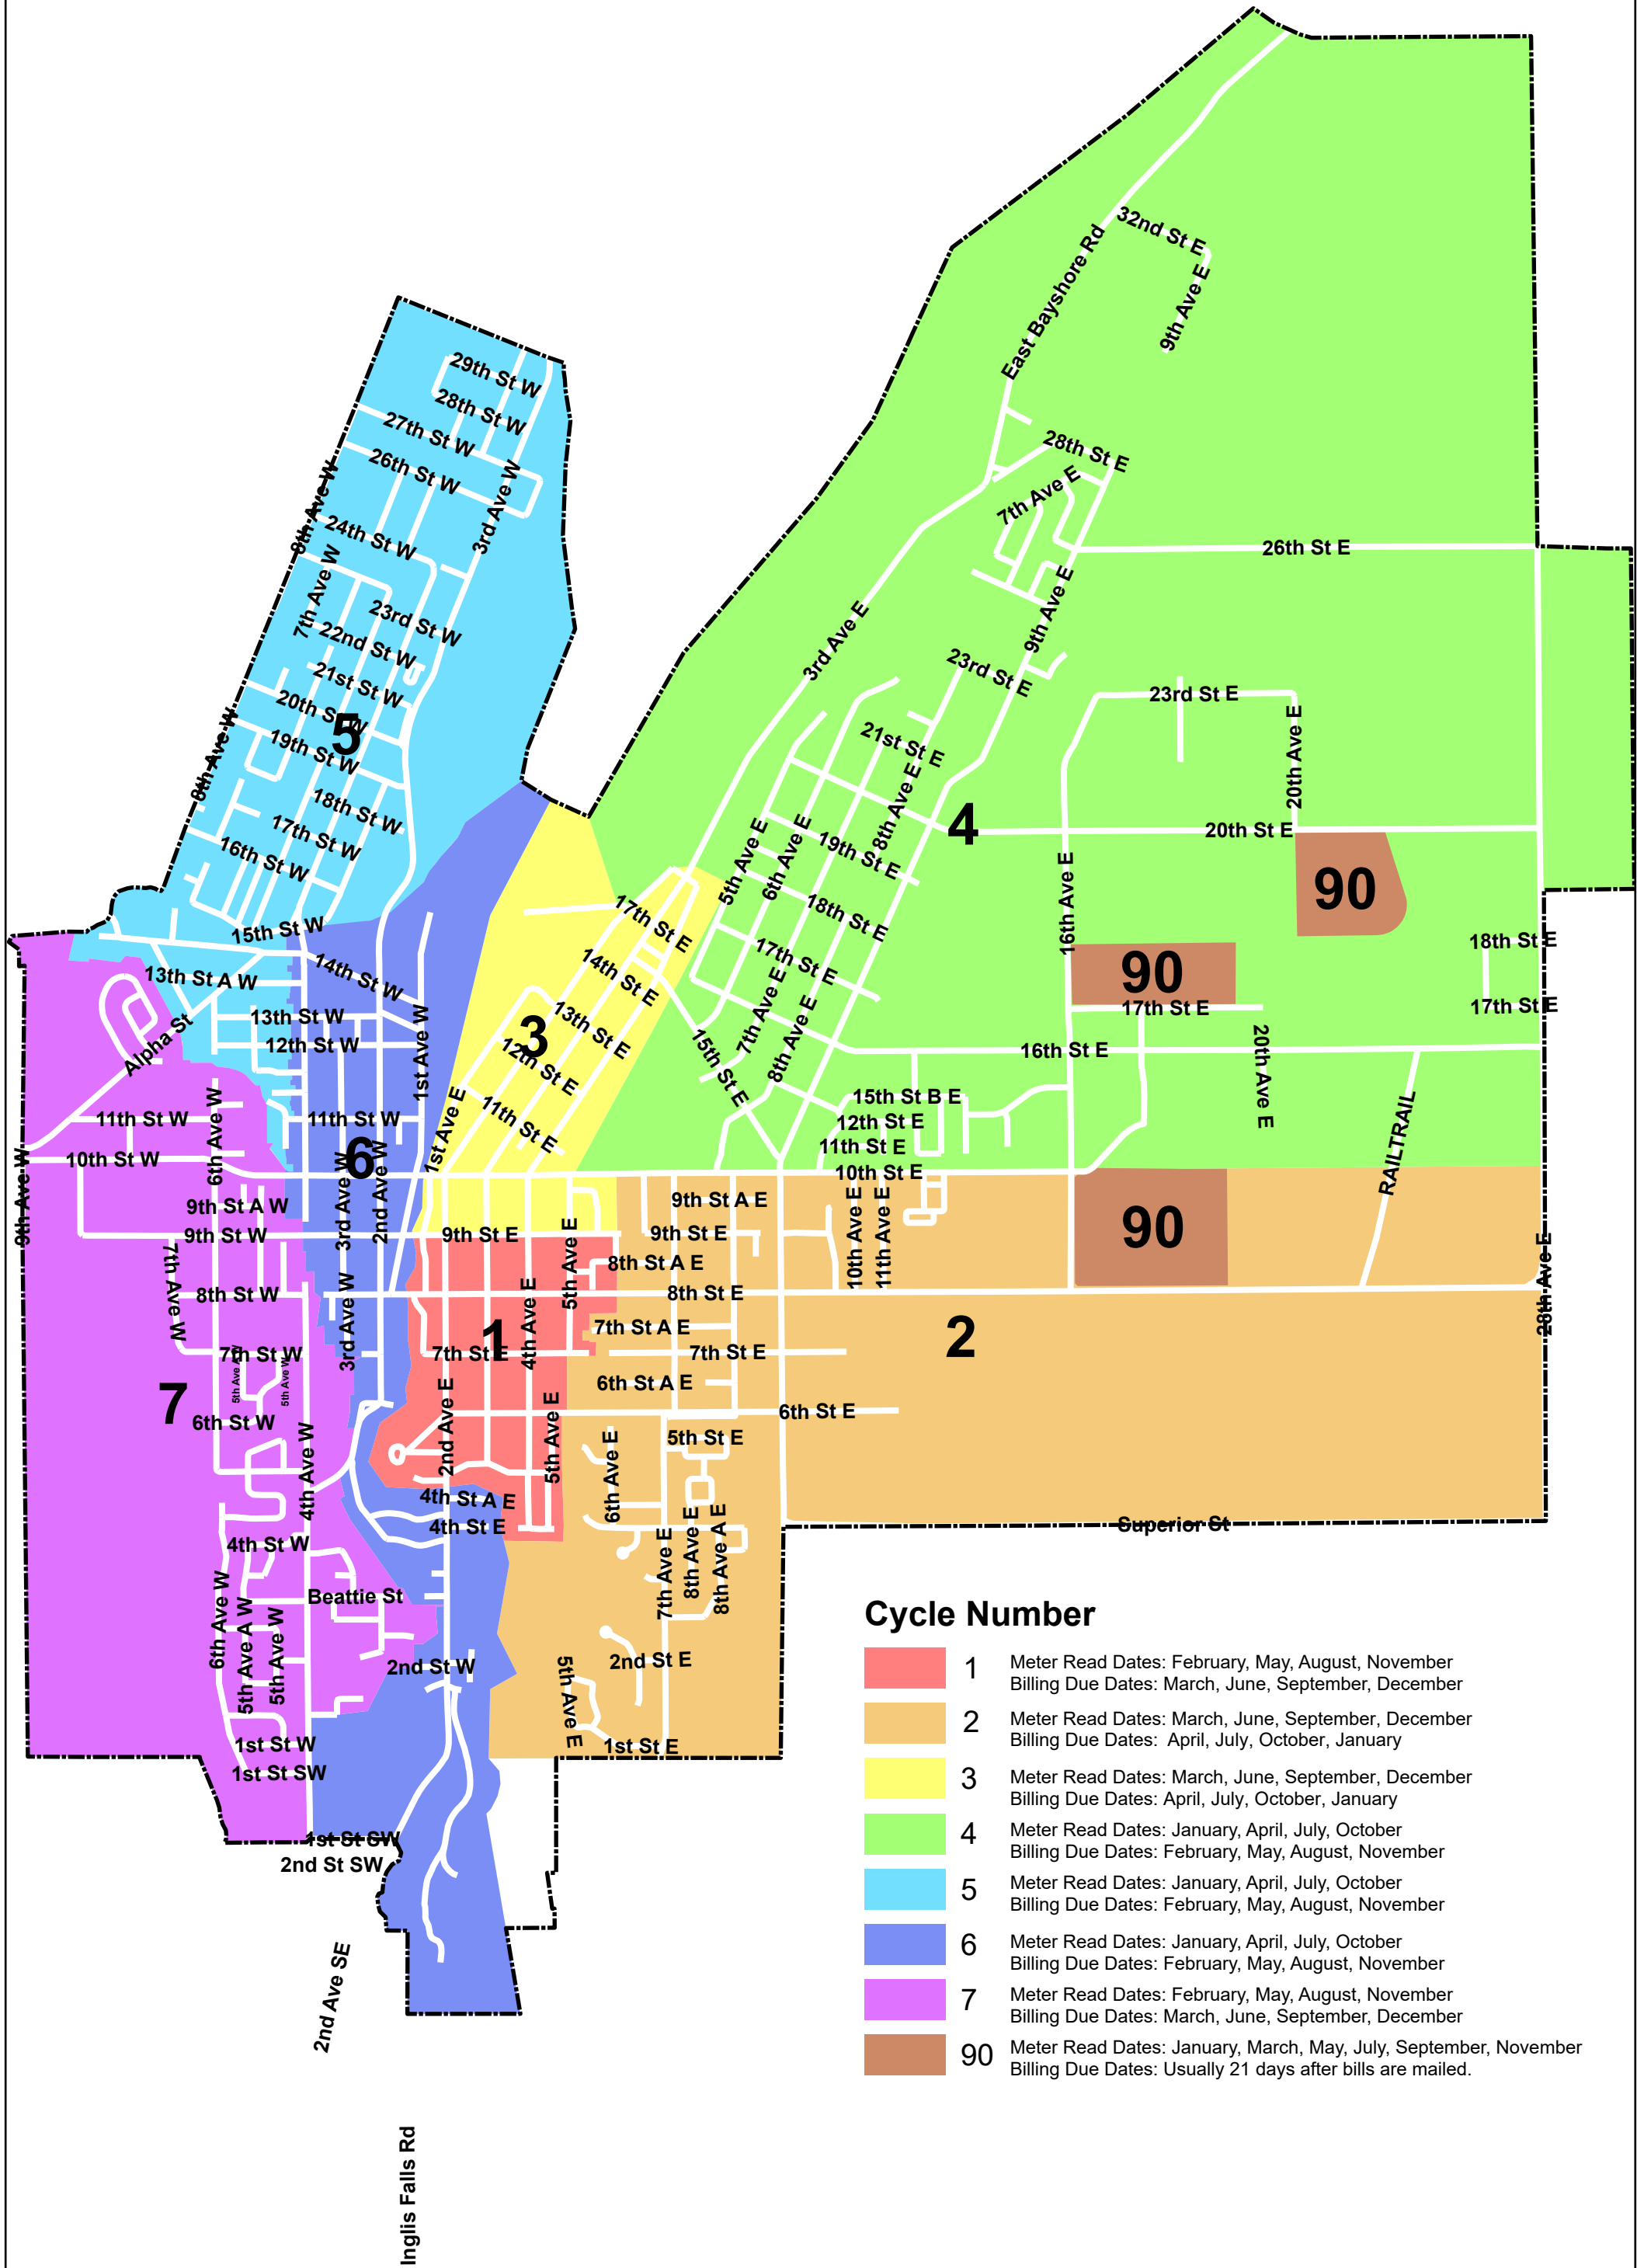 32nd St E
East Bayshore Rd
9th Ave E
29th St W
28th St W
27th St W
26th St W
28th St E
7th Ave E
3rd Ave W
8th Ave W
24th St W
26th St E
7th Ave W
23rd St W
22nd St W
3rd Ave E
9th Ave E
23rd St E
21st St W
23rd St E
20th St W
5
21st St E
20th Ave E
19th St W
8th Ave W
18th St W
8th Ave E
4
20th St E
17th St W
19th St E
16th St W
5th Ave E
6th Ave E
90
16th Ave E
18th St E
17th St E
15th St W
18th St E
14th St W
14th St E
17th St E
90
13th St A W
17th St E
17th St E
13th St W
3
13th St E
7th Ave E
8th Ave E
Alpha St
12th St W
12th St E
16th St E
20th Ave E
15th St E
1st Ave W
15th St B E
11th St W
6th Ave W
11th St W
1st Ave E
11th St E
12th St E
11th St E
RAILTRAIL
10th St W
6
10th St E
9th Ave W
3rd Ave W
2nd Ave W
9th St A W
9th St A E
10th Ave E
11th Ave E
90
9th St W
9th St E
5th Ave E
9th St E
7th Ave W
8th St A E
28th Ave E
8th St W
3rd Ave W
4th Ave E
8th St E
7th St A E
1
2
7th St W
7th St E
7th St E
5th Ave A W
5th Ave W
6th St A E
7
6th St W
2nd Ave E
5th Ave E
6th St E
5th St E
4th Ave W
6th Ave E
4th St A E
4th St E
Superior St
4th St W
7th Ave E
8th Ave E
8th Ave A E
Beattie St
6th Ave W
5th Ave A W
5th Ave W
2nd St W
2nd St E
5th Ave E
1st St W
1st St E
1st St SW
1st St SW
2nd St SW
2nd Ave SE
Inglis Falls Rd
Cycle Number
1 Meter Read Dates: February, May, August, November
Billing Due Dates: March, June, September, December
2 Meter Read Dates: March, June, September, December
Billing Due Dates: April, July, October, January
3 Meter Read Dates: March, June, September, December
Billing Due Dates: April, July, October, January
4 Meter Read Dates: January, April, July, October
Billing Due Dates: February, May, August, November
5 Meter Read Dates: January, April, July, October
Billing Due Dates: February, May, August, November
6 Meter Read Dates: January, April, July, October
Billing Due Dates: February, May, August, November
7 Meter Read Dates: February, May, August, November
Billing Due Dates: March, June, September, December
90 Meter Read Dates: January, March, May, July, September, November
Billing Due Dates: Usually 21 days after bills are mailed.